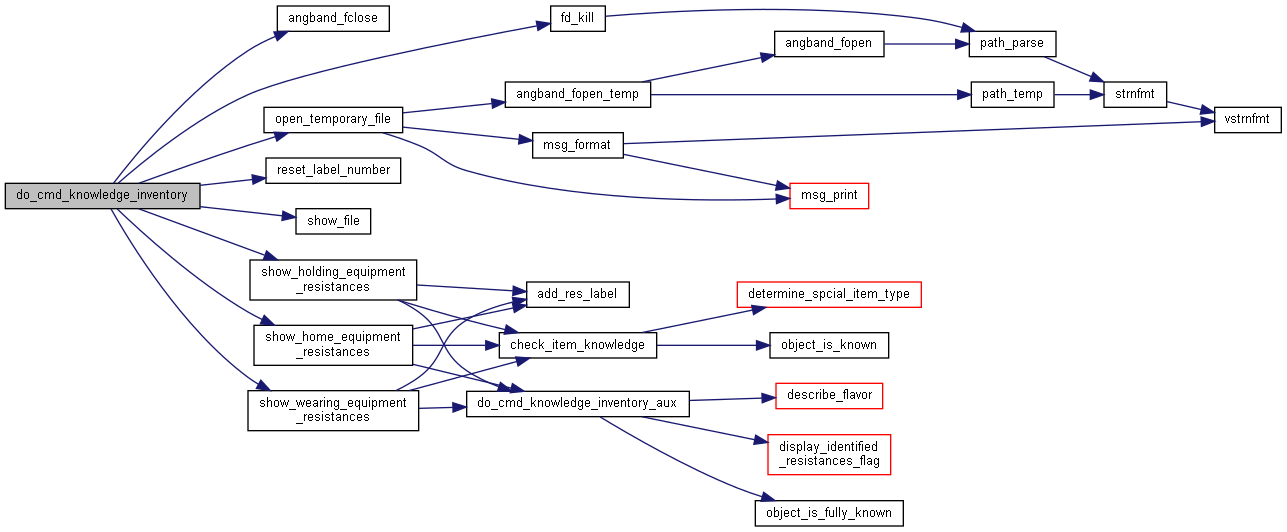 angband_fclose
fd_kill
angband_fopen
path_parse
angband_fopen_temp
path_temp
strnfmt
open_temporary_file
vstrnfmt
msg_format
reset_label_number
do_cmd_knowledge_inventory
msg_print
show_file
show_holding_equipment
_resistances
add_res_label
determine_spcial_item_type
show_home_equipment
_resistances
check_item_knowledge
object_is_known
show_wearing_equipment
_resistances
do_cmd_knowledge_inventory_aux
describe_flavor
display_identified
_resistances_flag
object_is_fully_known